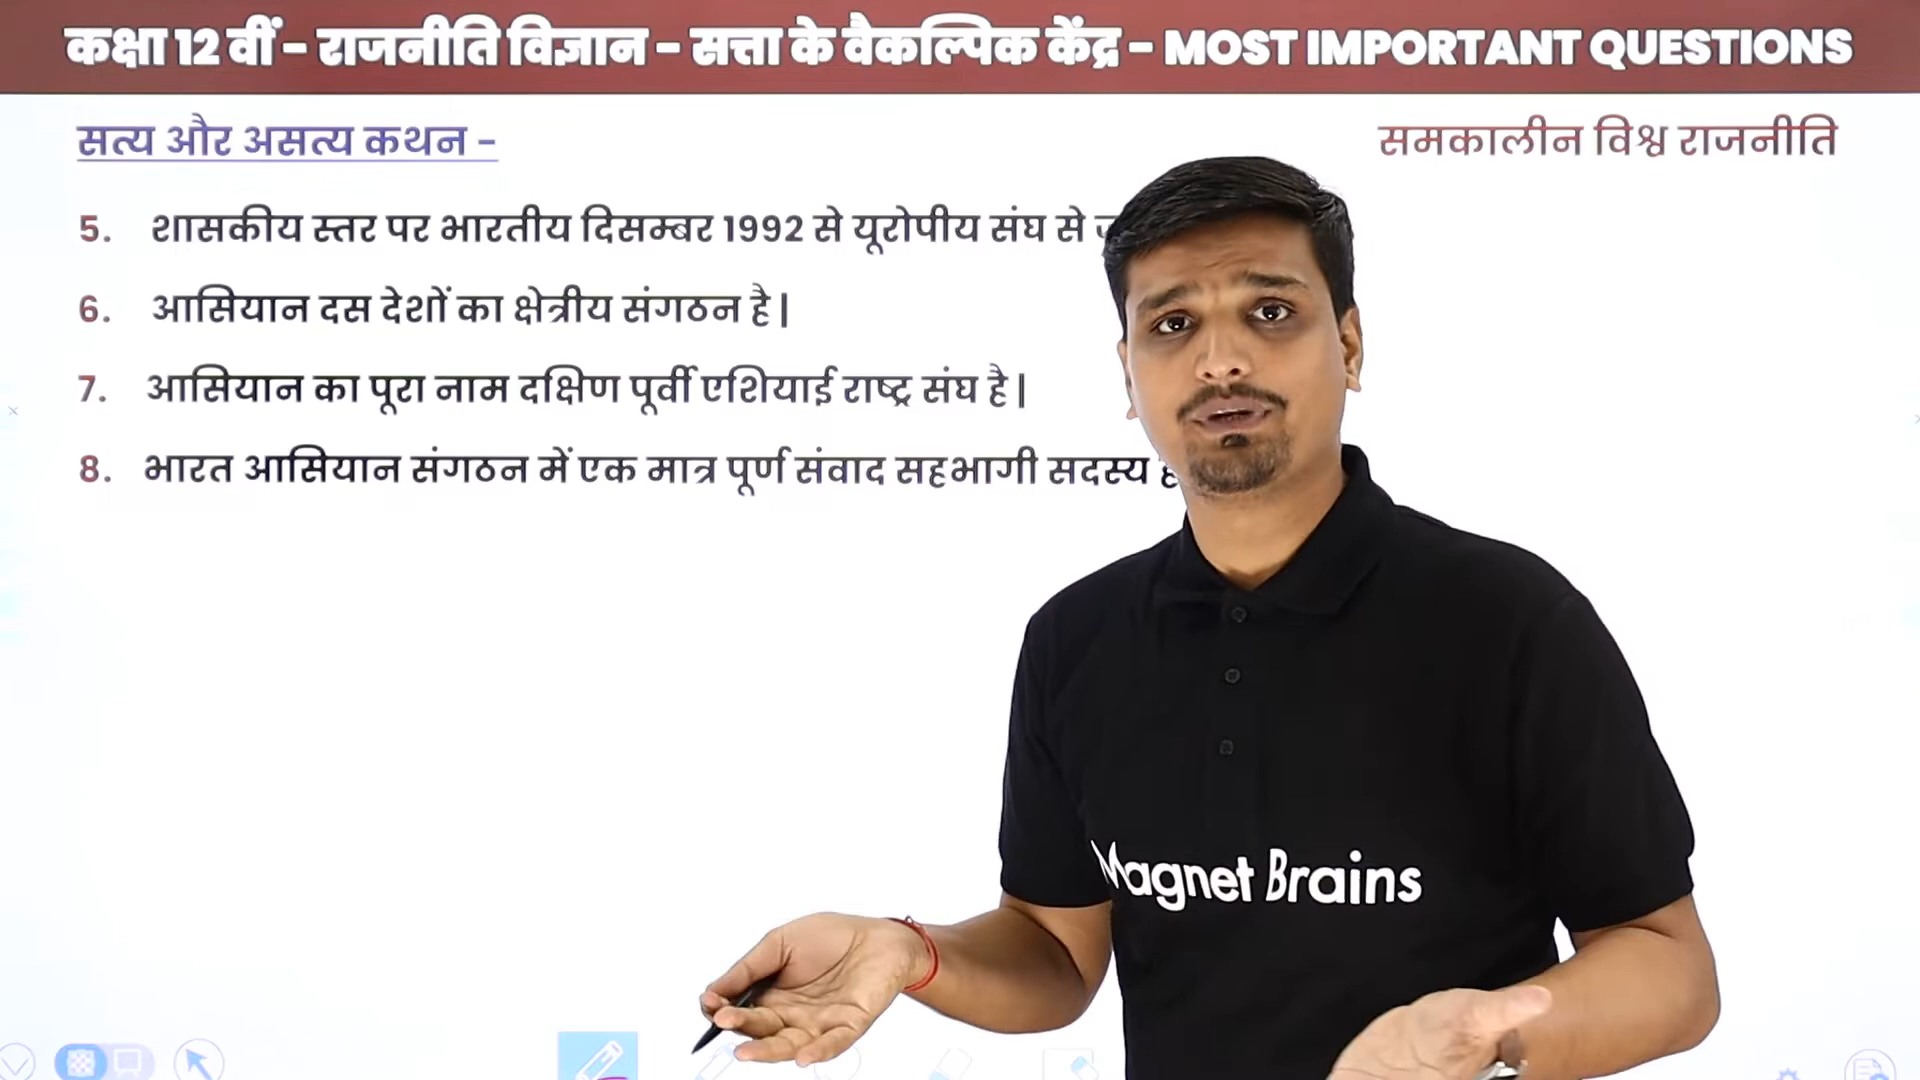 कक्षा 12 वीं - राजनीति विज्ञान - सत्ता के वैकल्पिक केंद्र - MOST IMPORTANT QUESTIONS
सत्य और असत्य कथन -
समकालीन विश्व राजनीति
5. शासकीय स्तर पर भारतीय दिसम्बर 1992 से यूरोपीय संघ से
6. आसियान दस देशों का क्षेत्रीय संगठन है |
7. आसियान का पूरा नाम दक्षिण पूर्वी एशियाई राष्ट्र संघ है |
8. भारत आसियान संगठन में एक मात्र पूर्ण संवाद सहभागी सदस्य
Magnet Brains